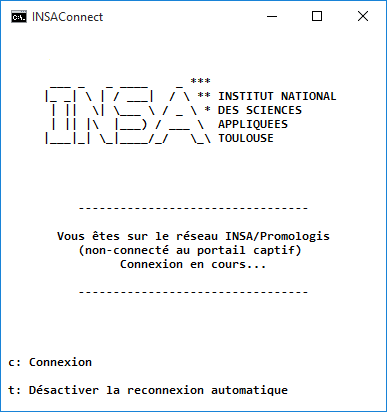 INSAConnect
INSA
*** 
** INSTITUT NATIONAL
* DES SCIENCES
APPLIQUEES
TOULOUSE
---------------------------------
Vous êtes sur le réseau INSA/Promologis
(non-connecté au portail captif)
Connexion en cours...
---------------------------------
c: Connexion
t: Désactiver la reconnexion automatique